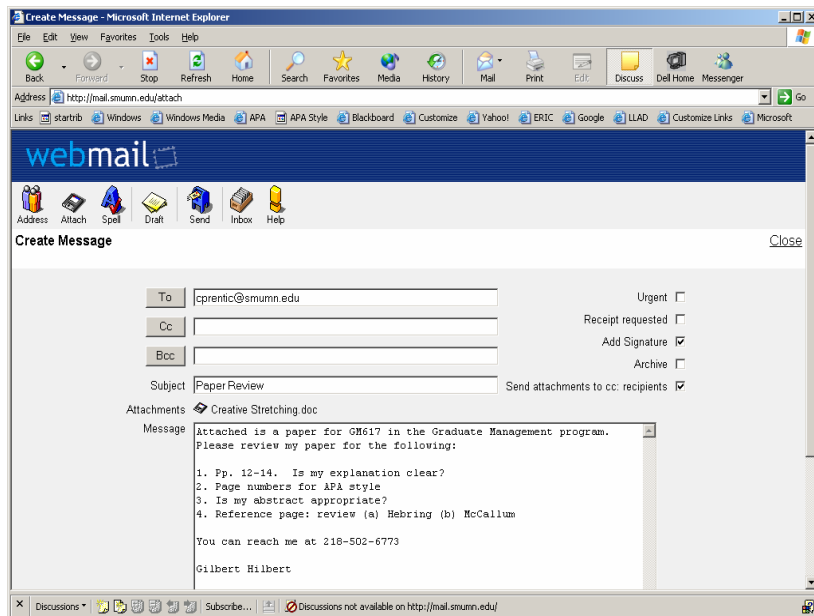 Create Message - Microsoft Internet Explorer
File Edit View Favorites Tools Help
Back Forward Stop Refresh Home Search Favorites Media History Mail Print Edit Discuss Dell Home Messenger
Address http://mail.smumn.edu/attach Go
Links startrib Windows Windows Media APA APA Style Blackboard Customize Yahoo! ERIC Google LLAD Customize Links Microsoft
webmail
Address Attach Spell Draft Send Inbox Help
Create Message Close
To cprentic@smumn.edu Urgent
Cc Receipt requested
Add Signature
Bcc Archive
Subject Paper Review Send attachments to cc: recipients
Attachments Creative Stretching.doc
Message Attached is a paper for GM617 in the Graduate Management program.
Please review my paper for the following:
1. Pp. 12-14. Is my explanation clear?
2. Page numbers for APA style
3. Is my abstract appropriate?
4. Reference page: review (a) Hebring (b) McCallum
You can reach me at 218-502-6773
Gilbert Hilbert
Discussions Subscribe... Discussions not available on http://mail.smumn.edu/